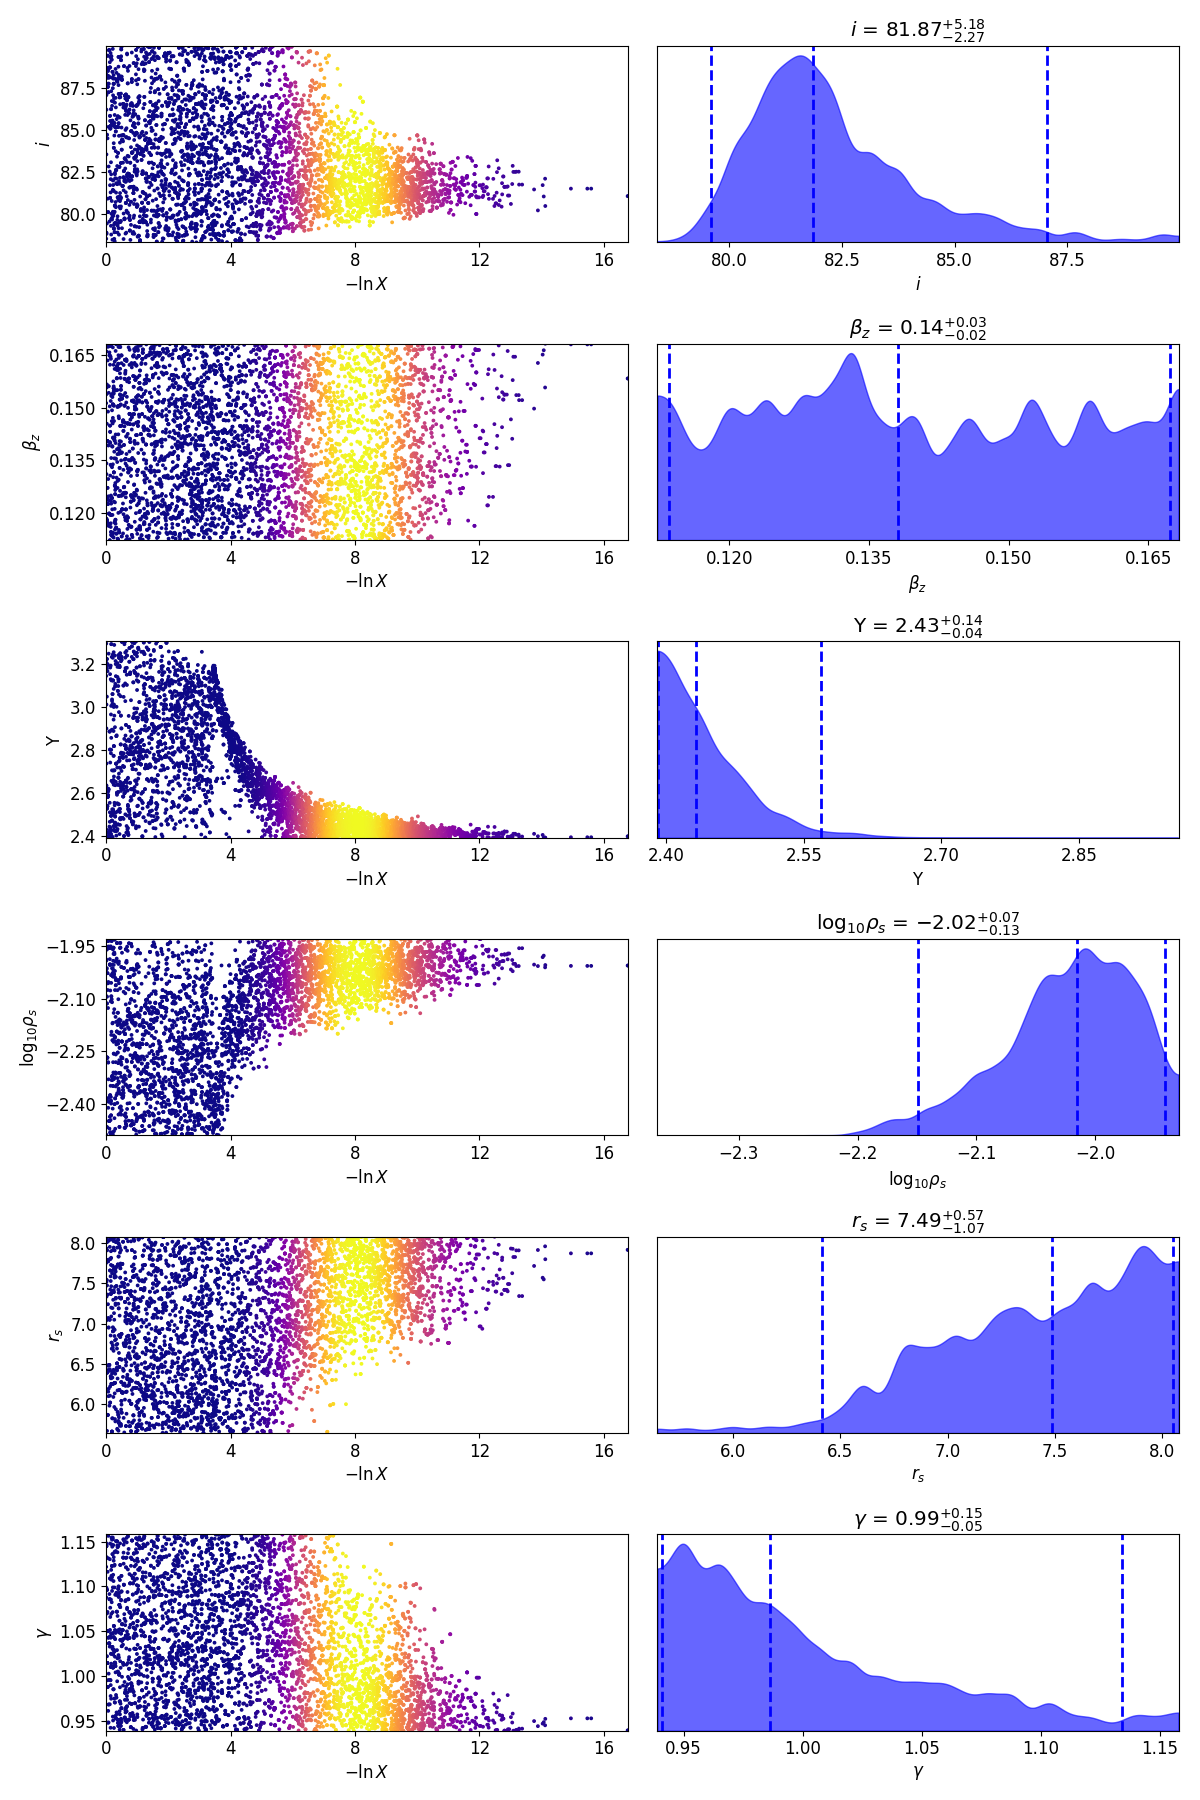 i = 81.87 +5.18 −2.27
87.5
85.0
82.5
80.0
i
0 4 8 12 16
80.0 82.5 85.0 87.5
−ln X
i
β_z = 0.14 +0.03 −0.02
0.165
0.150
0.135
0.120
β_z
0 4 8 12 16
0.120 0.135 0.150 0.165
−ln X
β_z
Y = 2.43 +0.14 −0.04
3.2
3.0
2.8
2.6
2.4
Y
0 4 8 12 16
2.40 2.55 2.70 2.85
−ln X
Y
log₁₀ρ_s = −2.02 +0.07 −0.13
−1.95
−2.10
−2.25
−2.40
log₁₀ρ_s
0 4 8 12 16
−2.3 −2.2 −2.1 −2.0
−ln X
log₁₀ρ_s
r_s = 7.49 +0.57 −1.07
8.0
7.5
7.0
6.5
6.0
r_s
0 4 8 12 16
6.0 6.5 7.0 7.5 8.0
−ln X
r_s
γ = 0.99 +0.15 −0.05
1.15
1.10
1.05
1.00
0.95
γ
0 4 8 12 16
0.95 1.00 1.05 1.10 1.15
−ln X
γ